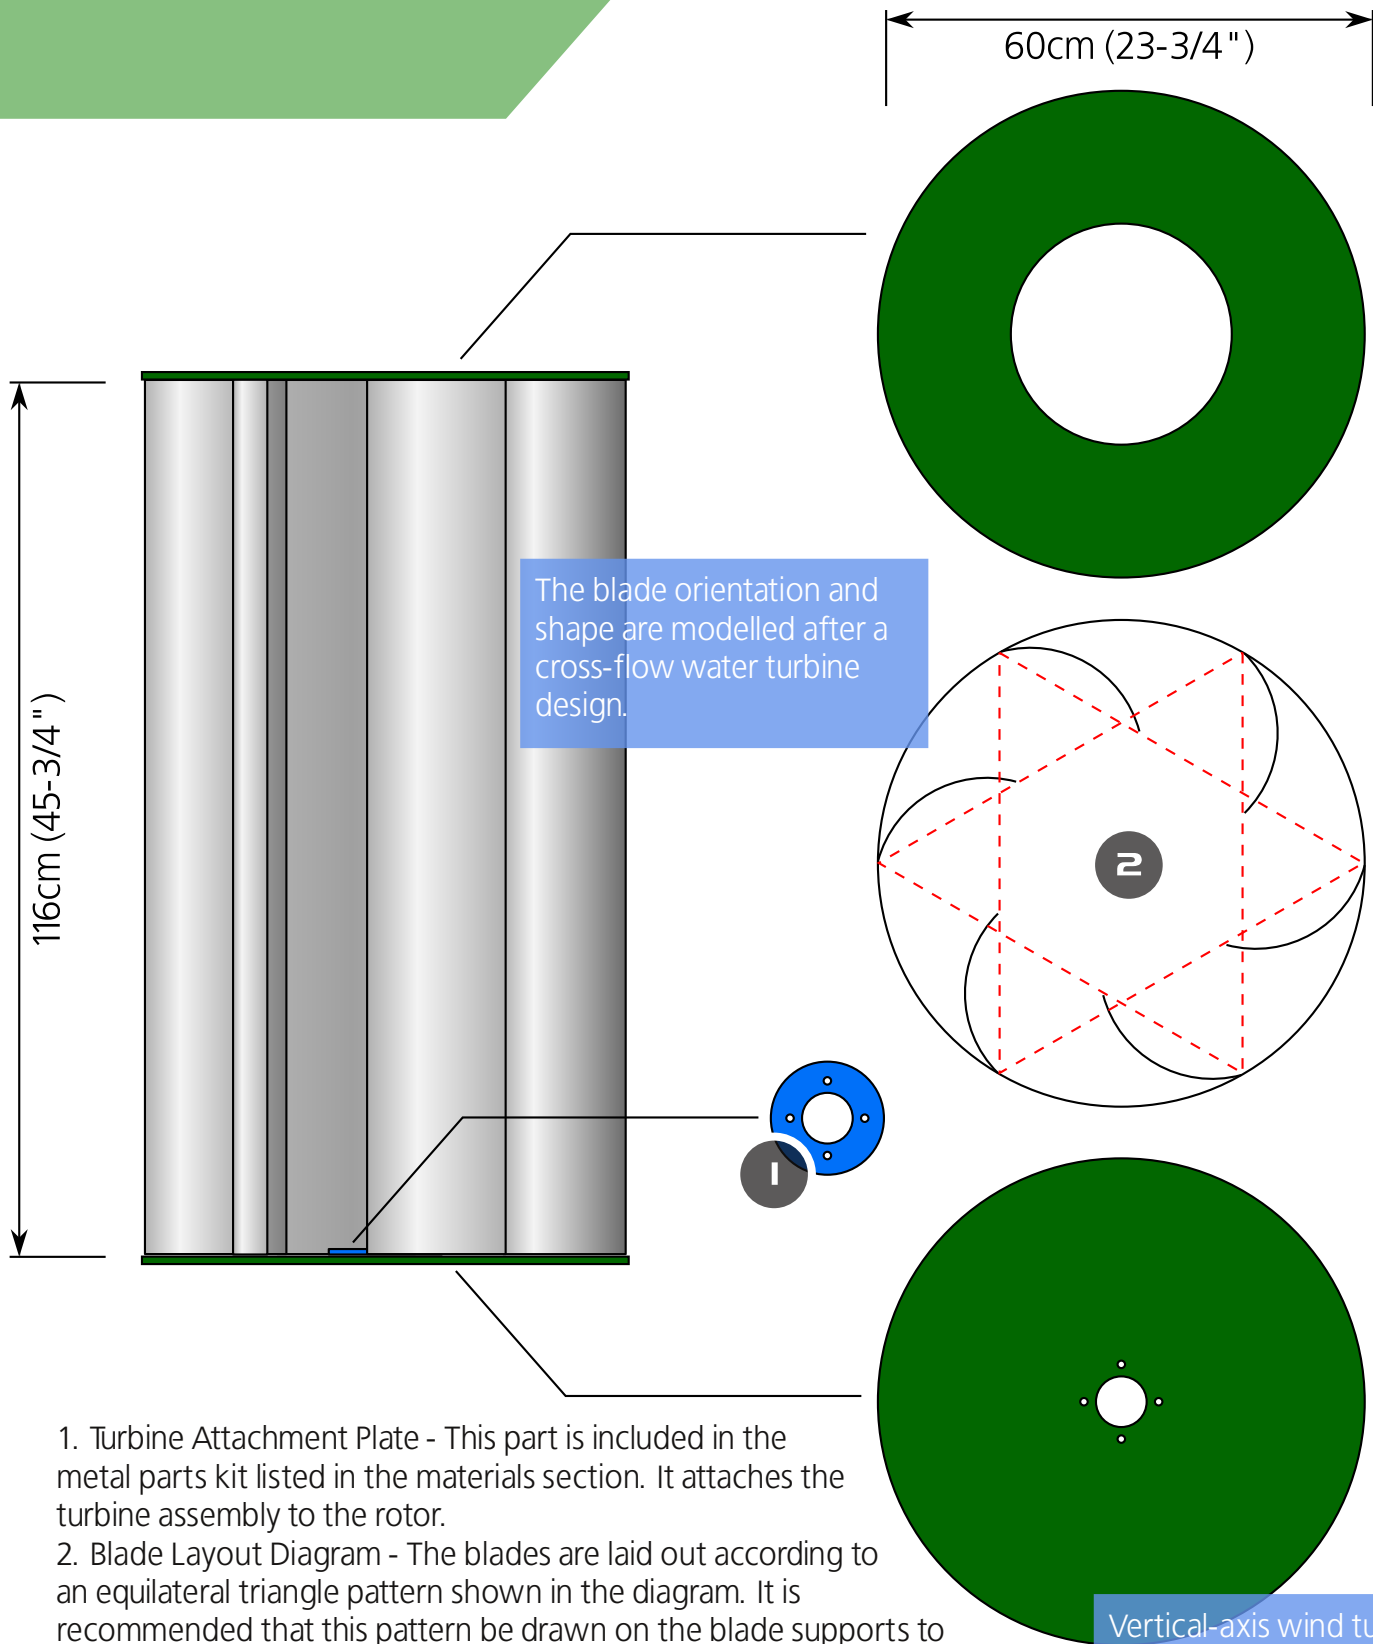 60cm (23-3/4")
The blade orientation and
shape are modelled after a
cross-flow water turbine
design.
116cm (45-3/4")
2
1
1. Turbine Attachment Plate - This part is included in the
metal parts kit listed in the materials section. It attaches the
turbine assembly to the rotor.
2. Blade Layout Diagram - The blades are laid out according to
an equilateral triangle pattern shown in the diagram. It is
recommended that this pattern be drawn on the blade supports to
Vertical-axis wind tu